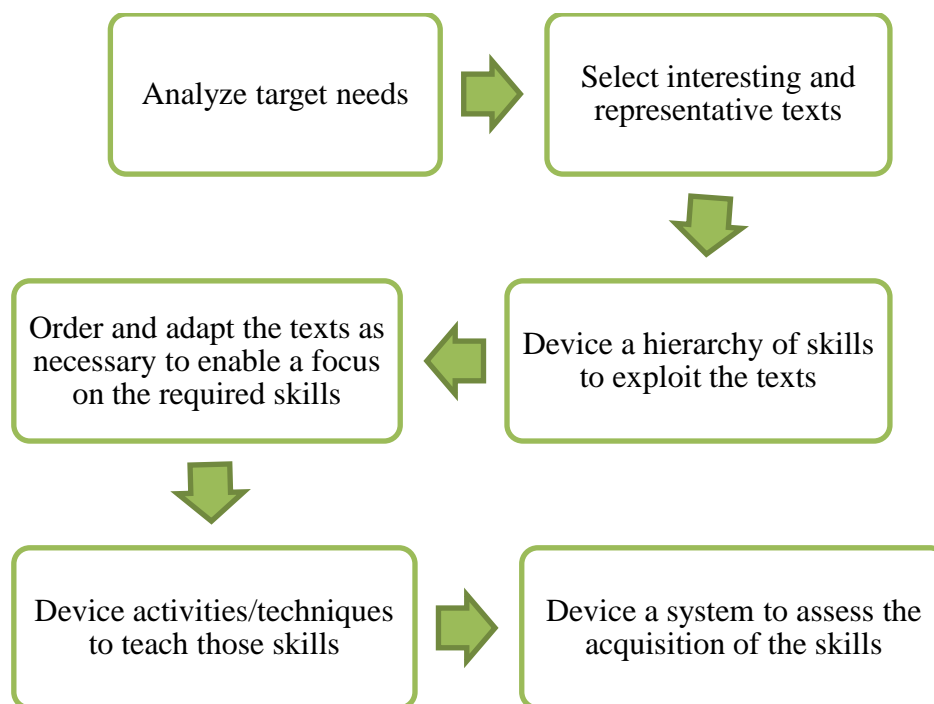 Analyze target needs
Select interesting and
representative texts
Device a hierarchy of skills
to exploit the texts
Order and adapt the texts as
necessary to enable a focus
on the required skills
Device activities/techniques
to teach those skills
Device a system to assess the
acquisition of the skills